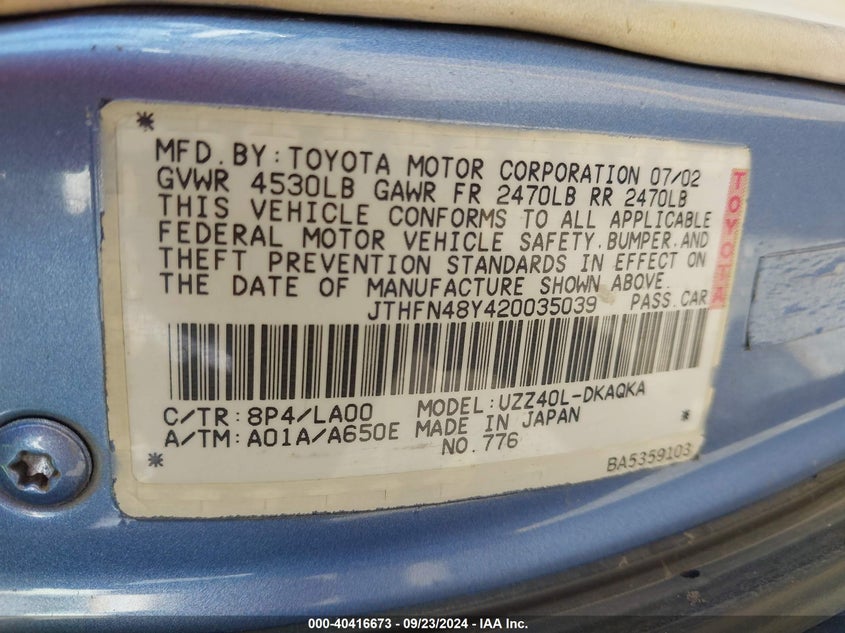 MFD. BY: TOYOTA MOTOR CORPORATION 07/02
GVWR 4530LB GAWR FR 2470LB RR 2470LB
THIS VEHICLE CONFORMS TO ALL APPLICABLE
FEDERAL MOTOR VEHICLE SAFETY, BUMPER, AND
THEFT PREVENTION STANDARDS IN EFFECT ON
THE DATE OF MANUFACTURE SHOWN ABOVE.
JTHFN48Y420035039 PASS. CAR
TOYOTA
C/TR: 8P4/LA00 MODEL: UZZ40L-DKAQKA
A/TM: A01A/A650E MADE IN JAPAN
NO. 776
BA5359103
000-40416673 - 09/23/2024 - IAA Inc.